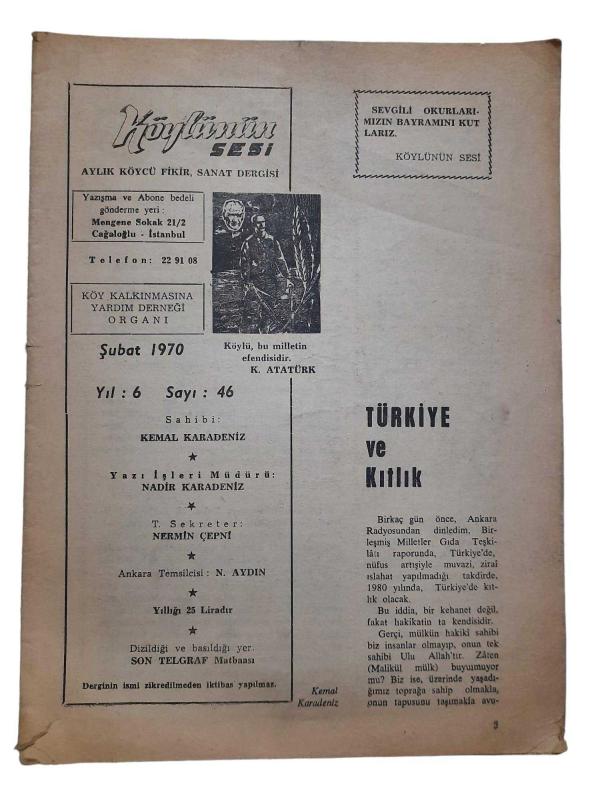 Köylünün
SESİ
AYLIK KÖYCÜ FİKİR, SANAT DERGİSİ
Yazışma ve Abone bedeli
gönderme yeri :
Mengene Sokak 21/2
Cağaloğlu - İstanbul
Telefon: 22 91 08
KÖY KALKINMASINA
YARDIM DERNEĞİ
ORGANI
Şubat 1970
Köylü, bu milletin
efendisidir.
K. ATATÜRK
Yıl : 6 Sayı : 46
Sahibi:
KEMAL KARADENİZ
Yazı İşleri Müdürü:
NADİR KARADENİZ
T. Sekreter:
NERMİN ÇEPNİ
Ankara Temsilcisi : N. AYDIN
Yıllığı 25 Liradır
Dizildiği ve basıldığı yer.
SON TELGRAF Matbaası
Derginin ismi zikredilmeden iktibas yapılmaz.
SEVGİLİ OKURLARI-
MIZIN BAYRAMINI KUT
LARIZ.
KÖYLÜNÜN SESİ
TÜRKİYE
ve
Kıtlık
Birkaç gün önce, Ankara
Radyosundan dinledim. Bir-
leşmiş Milletler Gıda Teşki-
lâtı raporunda, Türkiye'de,
nüfus artışiyle muvazi, ziraî
ıslahat yapılmadığı takdirde,
1980 yılında, Türkiye'de kıt-
lık olacak.
Bu iddia, bir kehanet değil,
fakat hakikatin ta kendisidir.
Gerçi, mülkün hakikî sahibi
biz insanlar olmayıp, onun tek
sahibi Ulu Allah'tır. Zâten
(Malikül mülk) buyuımuyor
mu? Biz ise, üzerinde yaşadı-
ğımız toprağa sahip olmakla,
onun tapusunu taşımakla avu-
Kemal
Karadeniz
3